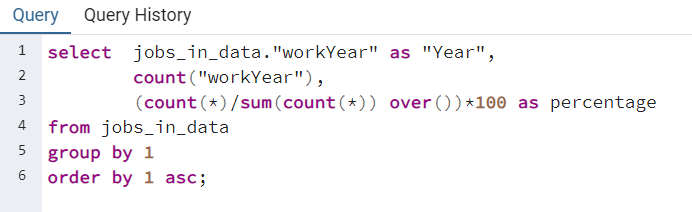 Query Query History
1 select jobs_in_data."workYear" as "Year",
2 count("workYear"),
3 (count(*)/sum(count(*)) over())*100 as percentage
4 from jobs_in_data
5 group by 1
6 order by 1 asc;